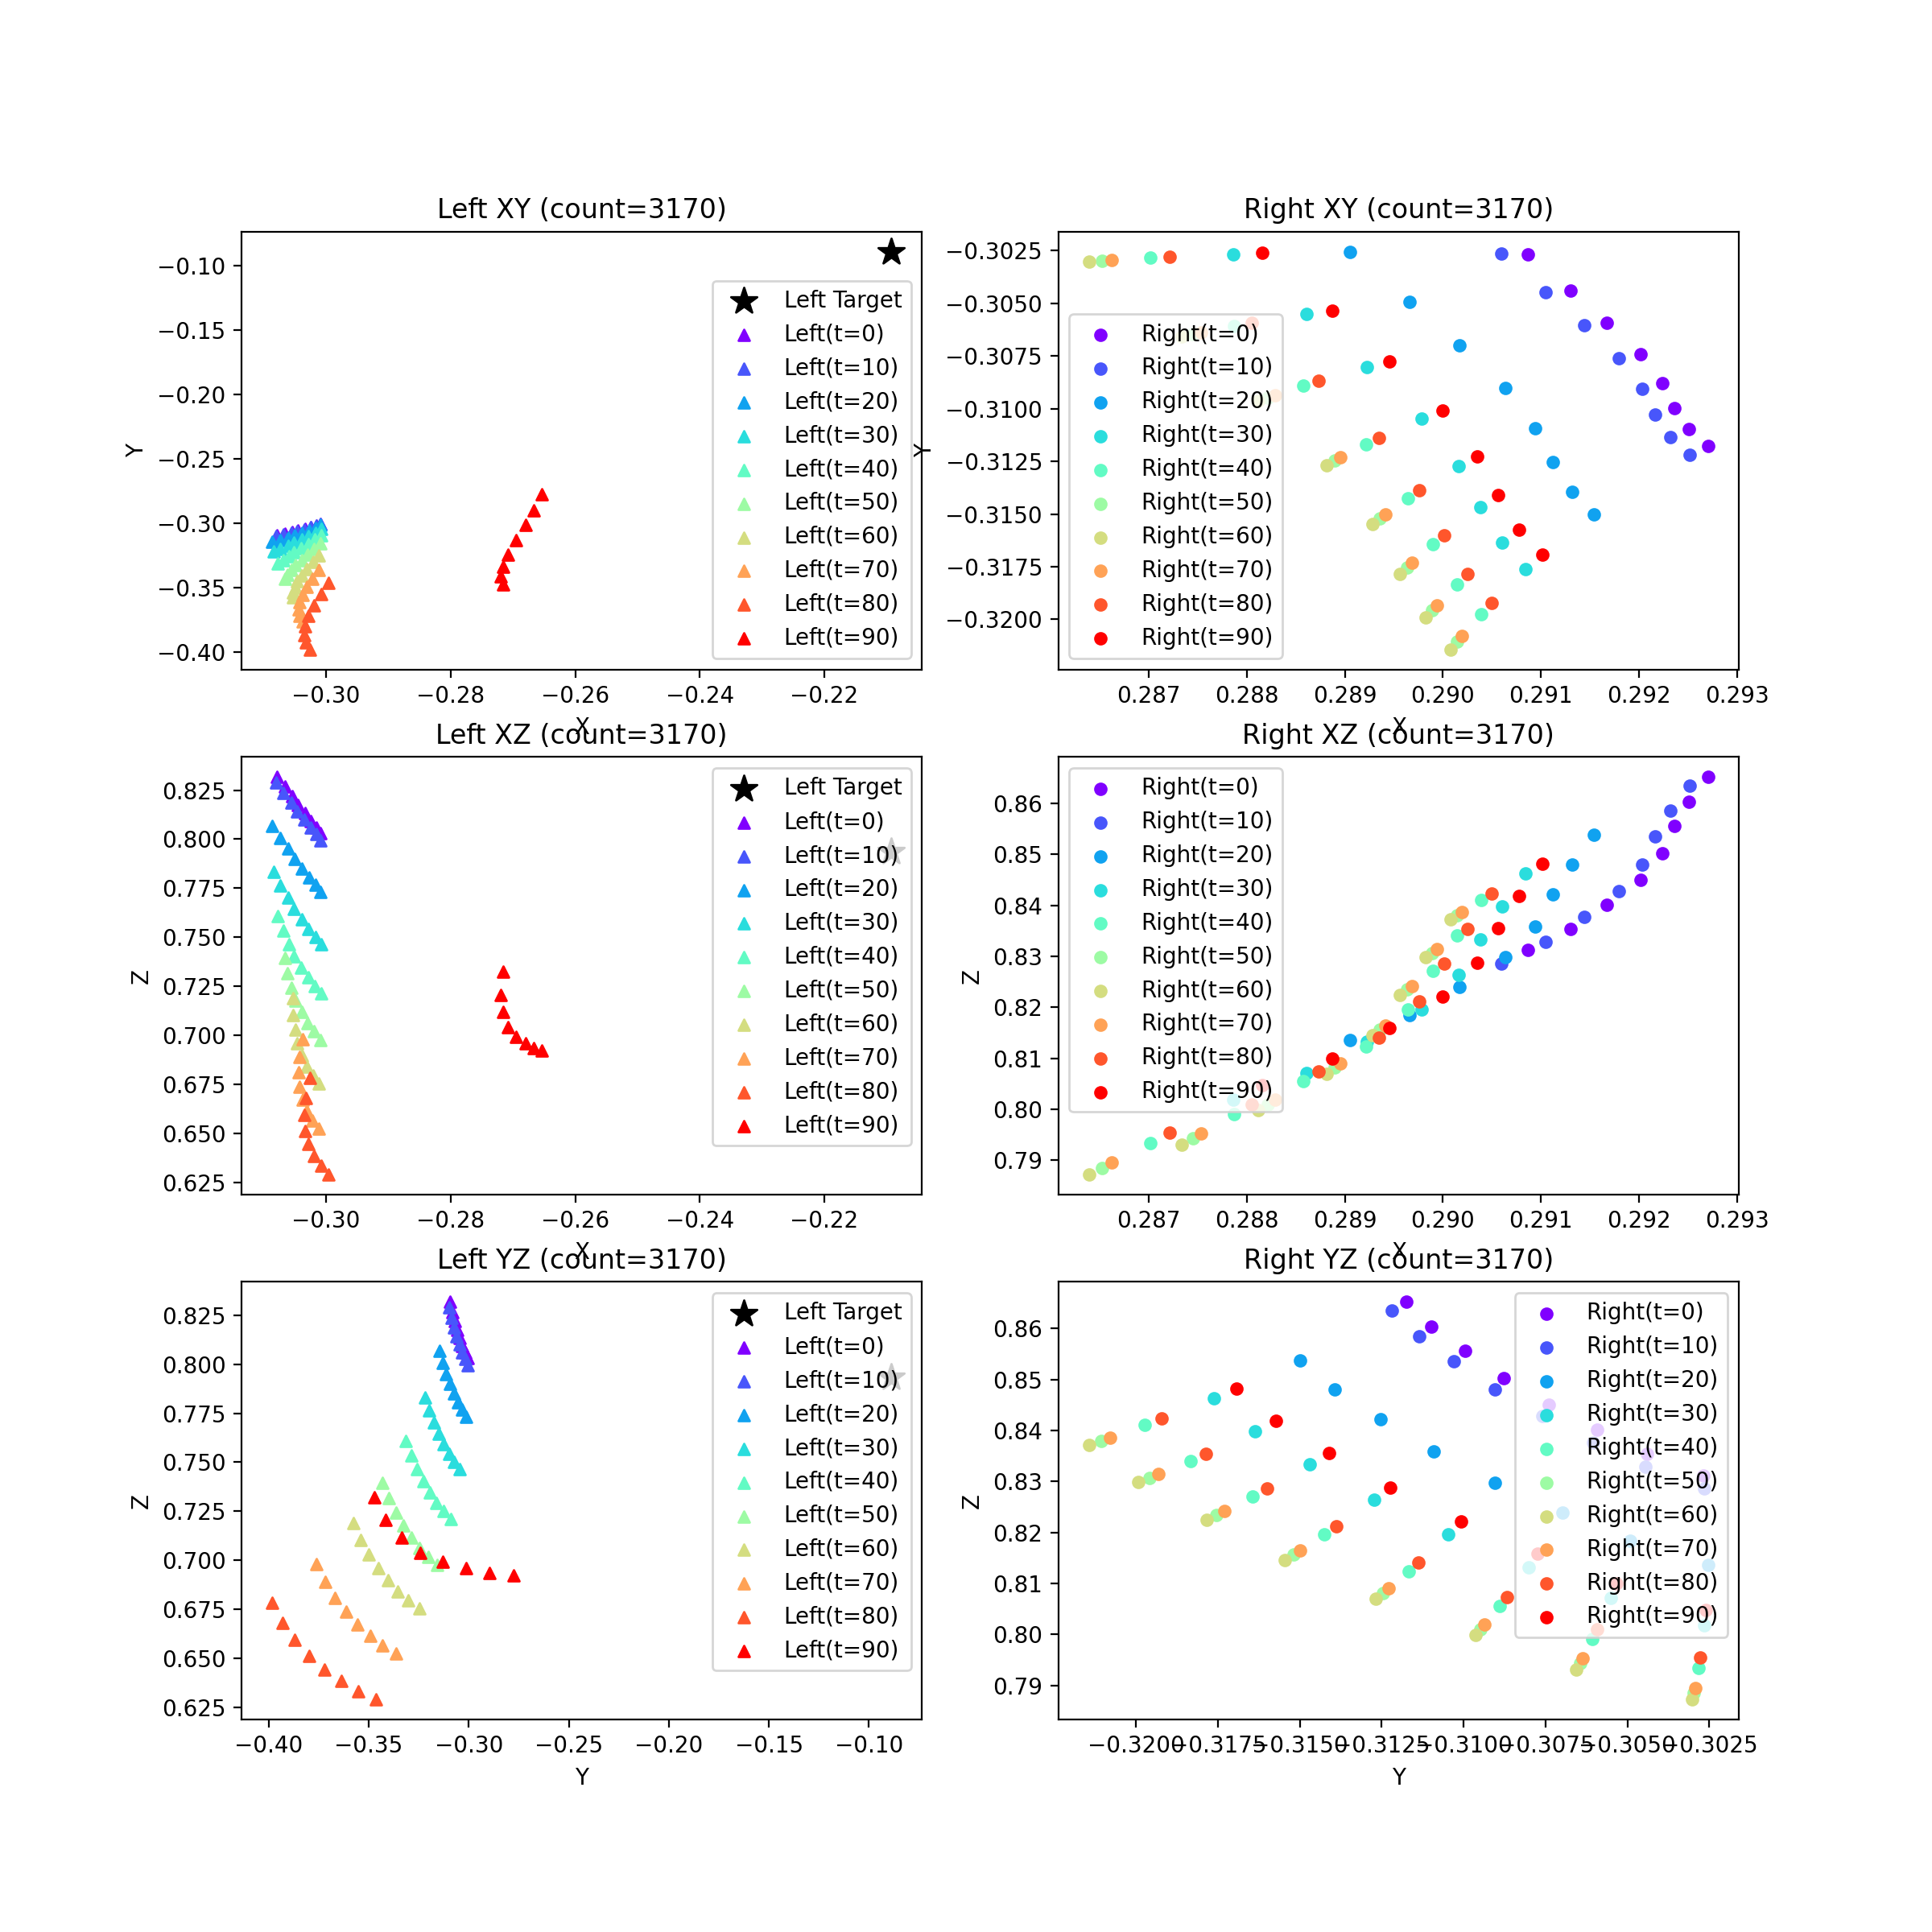 Left XY (count=3170)
−0.10
−0.15
−0.20
−0.25
−0.30
−0.35
−0.40
Y
−0.30 −0.28 −0.26 −0.24 −0.22
X
Left Target
Left(t=0)
Left(t=10)
Left(t=20)
Left(t=30)
Left(t=40)
Left(t=50)
Left(t=60)
Left(t=70)
Left(t=80)
Left(t=90)
Right XY (count=3170)
−0.3025
−0.3050
−0.3075
−0.3100
−0.3125
−0.3150
−0.3175
−0.3200
Y
0.287 0.288 0.289 0.290 0.291 0.292 0.293
X
Right(t=0)
Right(t=10)
Right(t=20)
Right(t=30)
Right(t=40)
Right(t=50)
Right(t=60)
Right(t=70)
Right(t=80)
Right(t=90)
Left XZ (count=3170)
0.825
0.800
0.775
0.750
0.725
0.700
0.675
0.650
0.625
Z
−0.30 −0.28 −0.26 −0.24 −0.22
X
Left Target
Left(t=0)
Left(t=10)
Left(t=20)
Left(t=30)
Left(t=40)
Left(t=50)
Left(t=60)
Left(t=70)
Left(t=80)
Left(t=90)
Right XZ (count=3170)
0.86
0.85
0.84
0.83
0.82
0.81
0.80
0.79
Z
0.287 0.288 0.289 0.290 0.291 0.292 0.293
X
Right(t=0)
Right(t=10)
Right(t=20)
Right(t=30)
Right(t=40)
Right(t=50)
Right(t=60)
Right(t=70)
Right(t=80)
Right(t=90)
Left YZ (count=3170)
0.825
0.800
0.775
0.750
0.725
0.700
0.675
0.650
0.625
Z
−0.40 −0.35 −0.30 −0.25 −0.20 −0.15 −0.10
Y
Left Target
Left(t=0)
Left(t=10)
Left(t=20)
Left(t=30)
Left(t=40)
Left(t=50)
Left(t=60)
Left(t=70)
Left(t=80)
Left(t=90)
Right YZ (count=3170)
0.86
0.85
0.84
0.83
0.82
0.81
0.80
0.79
Z
−0.3200 −0.3175 −0.3150 −0.3125 −0.3100 −0.3075 −0.3050 −0.3025
Y
Right(t=0)
Right(t=10)
Right(t=20)
Right(t=30)
Right(t=40)
Right(t=50)
Right(t=60)
Right(t=70)
Right(t=80)
Right(t=90)